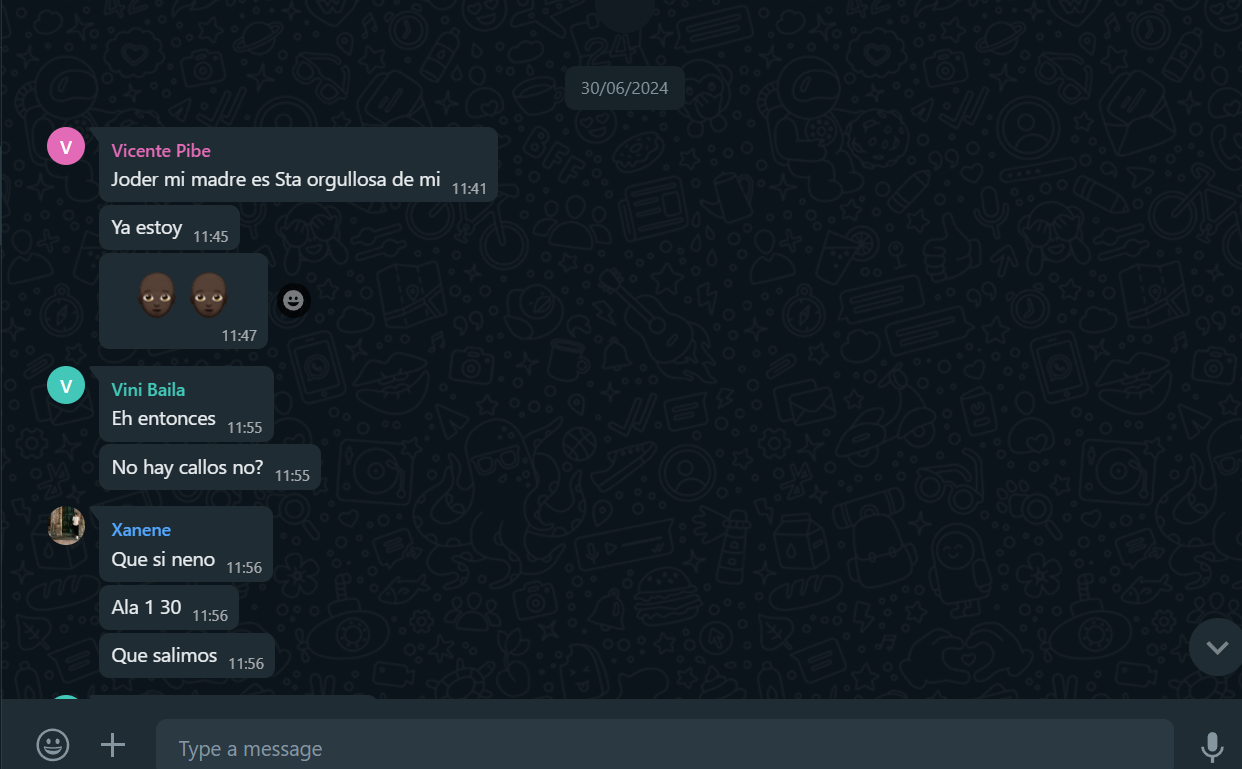 30/06/2024
V
Vicente Pibe
Joder mi madre es Sta orgullosa de mi 11:41
Ya estoy 11:45
11:47
V
Vini Baila
Eh entonces 11:55
No hay callos no? 11:55
Xanene
Que si neno 11:56
Ala 1 30 11:56
Que salimos 11:56
Type a message